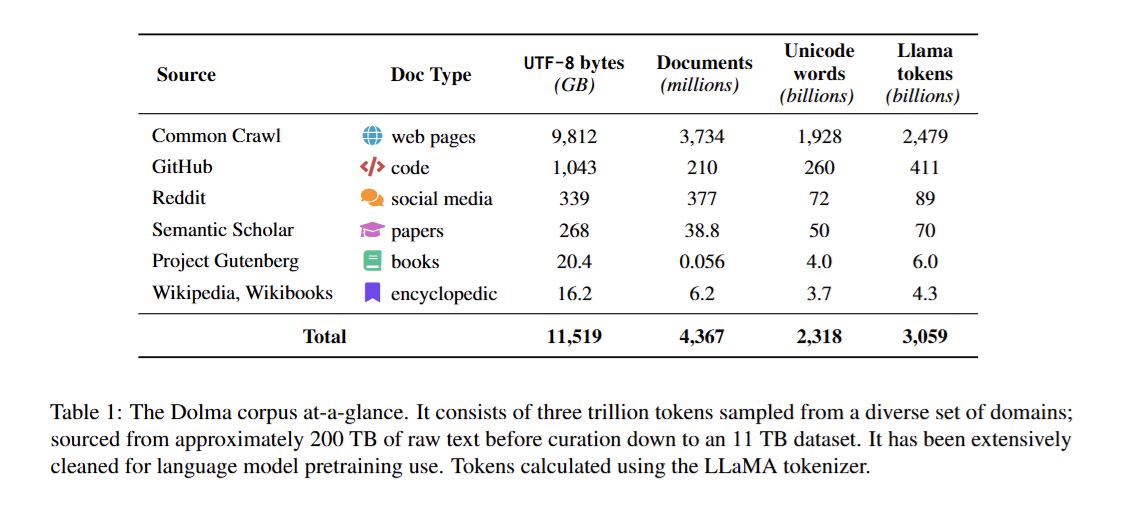 Source Doc Type UTF-8 bytes (GB) Documents (millions) Unicode words (billions) Llama tokens (billions)
Common Crawl web pages 9,812 3,734 1,928 2,479
GitHub </> code 1,043 210 260 411
Reddit social media 339 377 72 89
Semantic Scholar papers 268 38.8 50 70
Project Gutenberg books 20.4 0.056 4.0 6.0
Wikipedia, Wikibooks encyclopedic 16.2 6.2 3.7 4.3
Total 11,519 4,367 2,318 3,059
Table 1: The Dolma corpus at-a-glance. It consists of three trillion tokens sampled from a diverse set of domains;
sourced from approximately 200 TB of raw text before curation down to an 11 TB dataset. It has been extensively
cleaned for language model pretraining use. Tokens calculated using the LLaMA tokenizer.